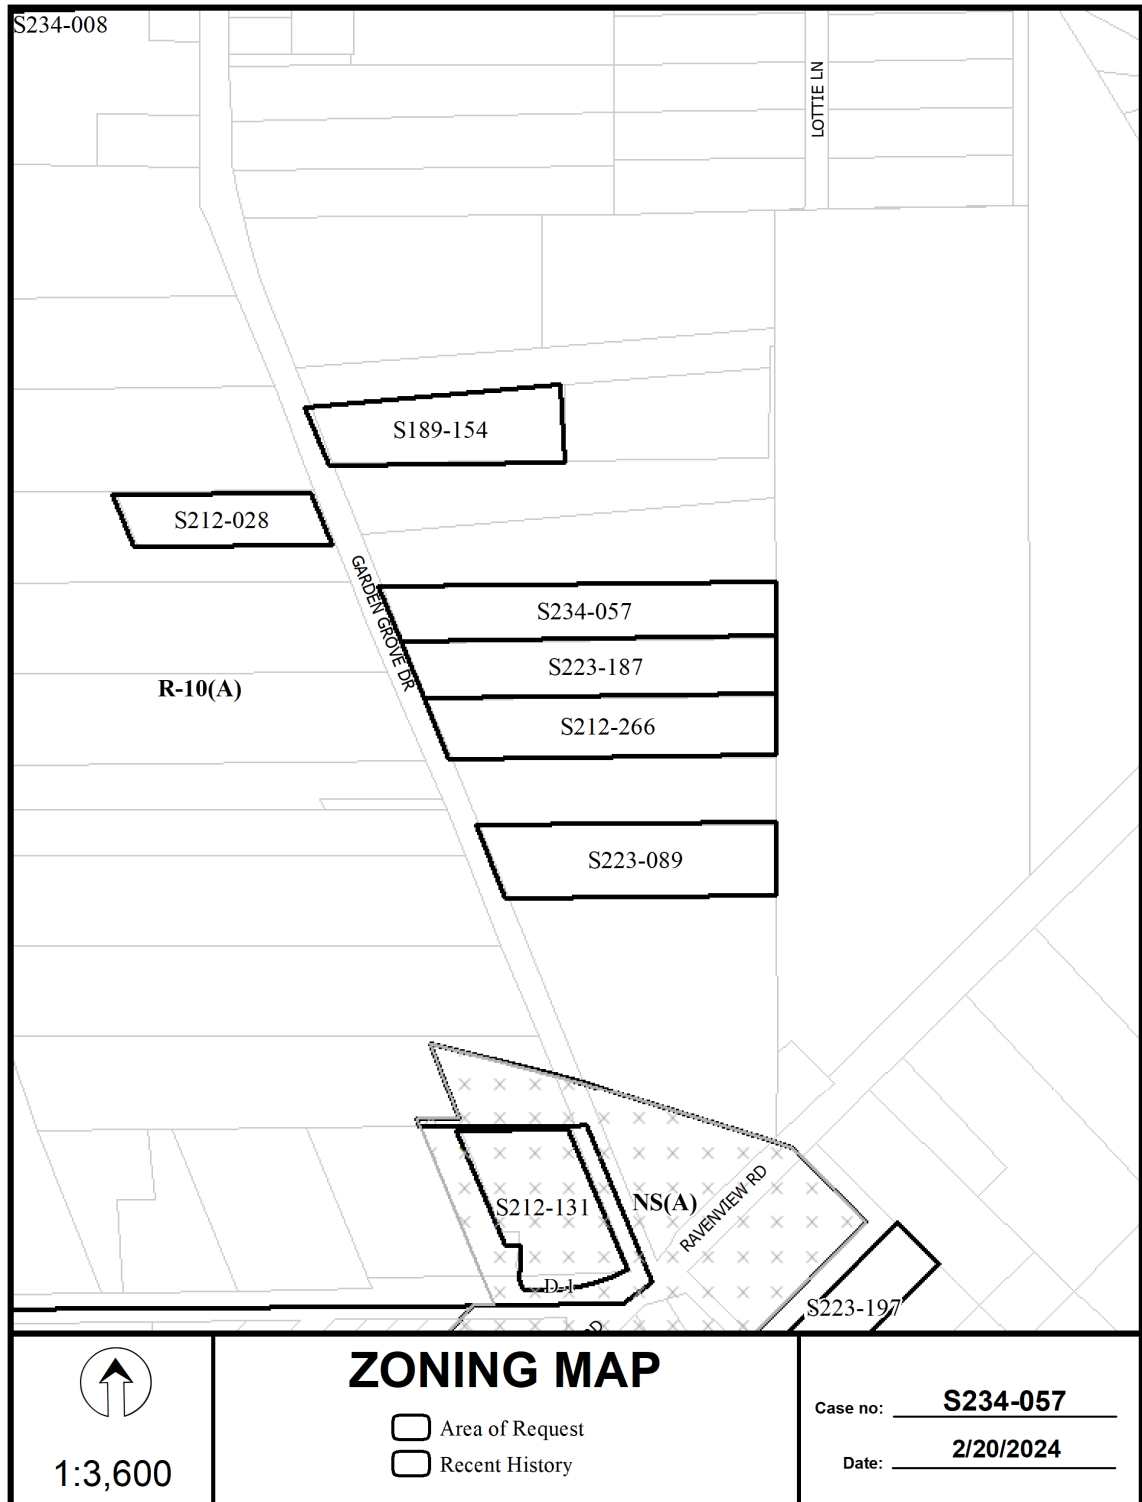 S234-008
LOTTIE LN
S189-154
S212-028
GARDEN GROVE DR
S234-057
S223-187
R-10(A)
S212-266
S223-089
S212-131
NS(A)
RAVENVIEW RD
D-1
S223-197
ZONING MAP
Area of Request
Recent History
1:3,600
Case no: S234-057
Date: 2/20/2024